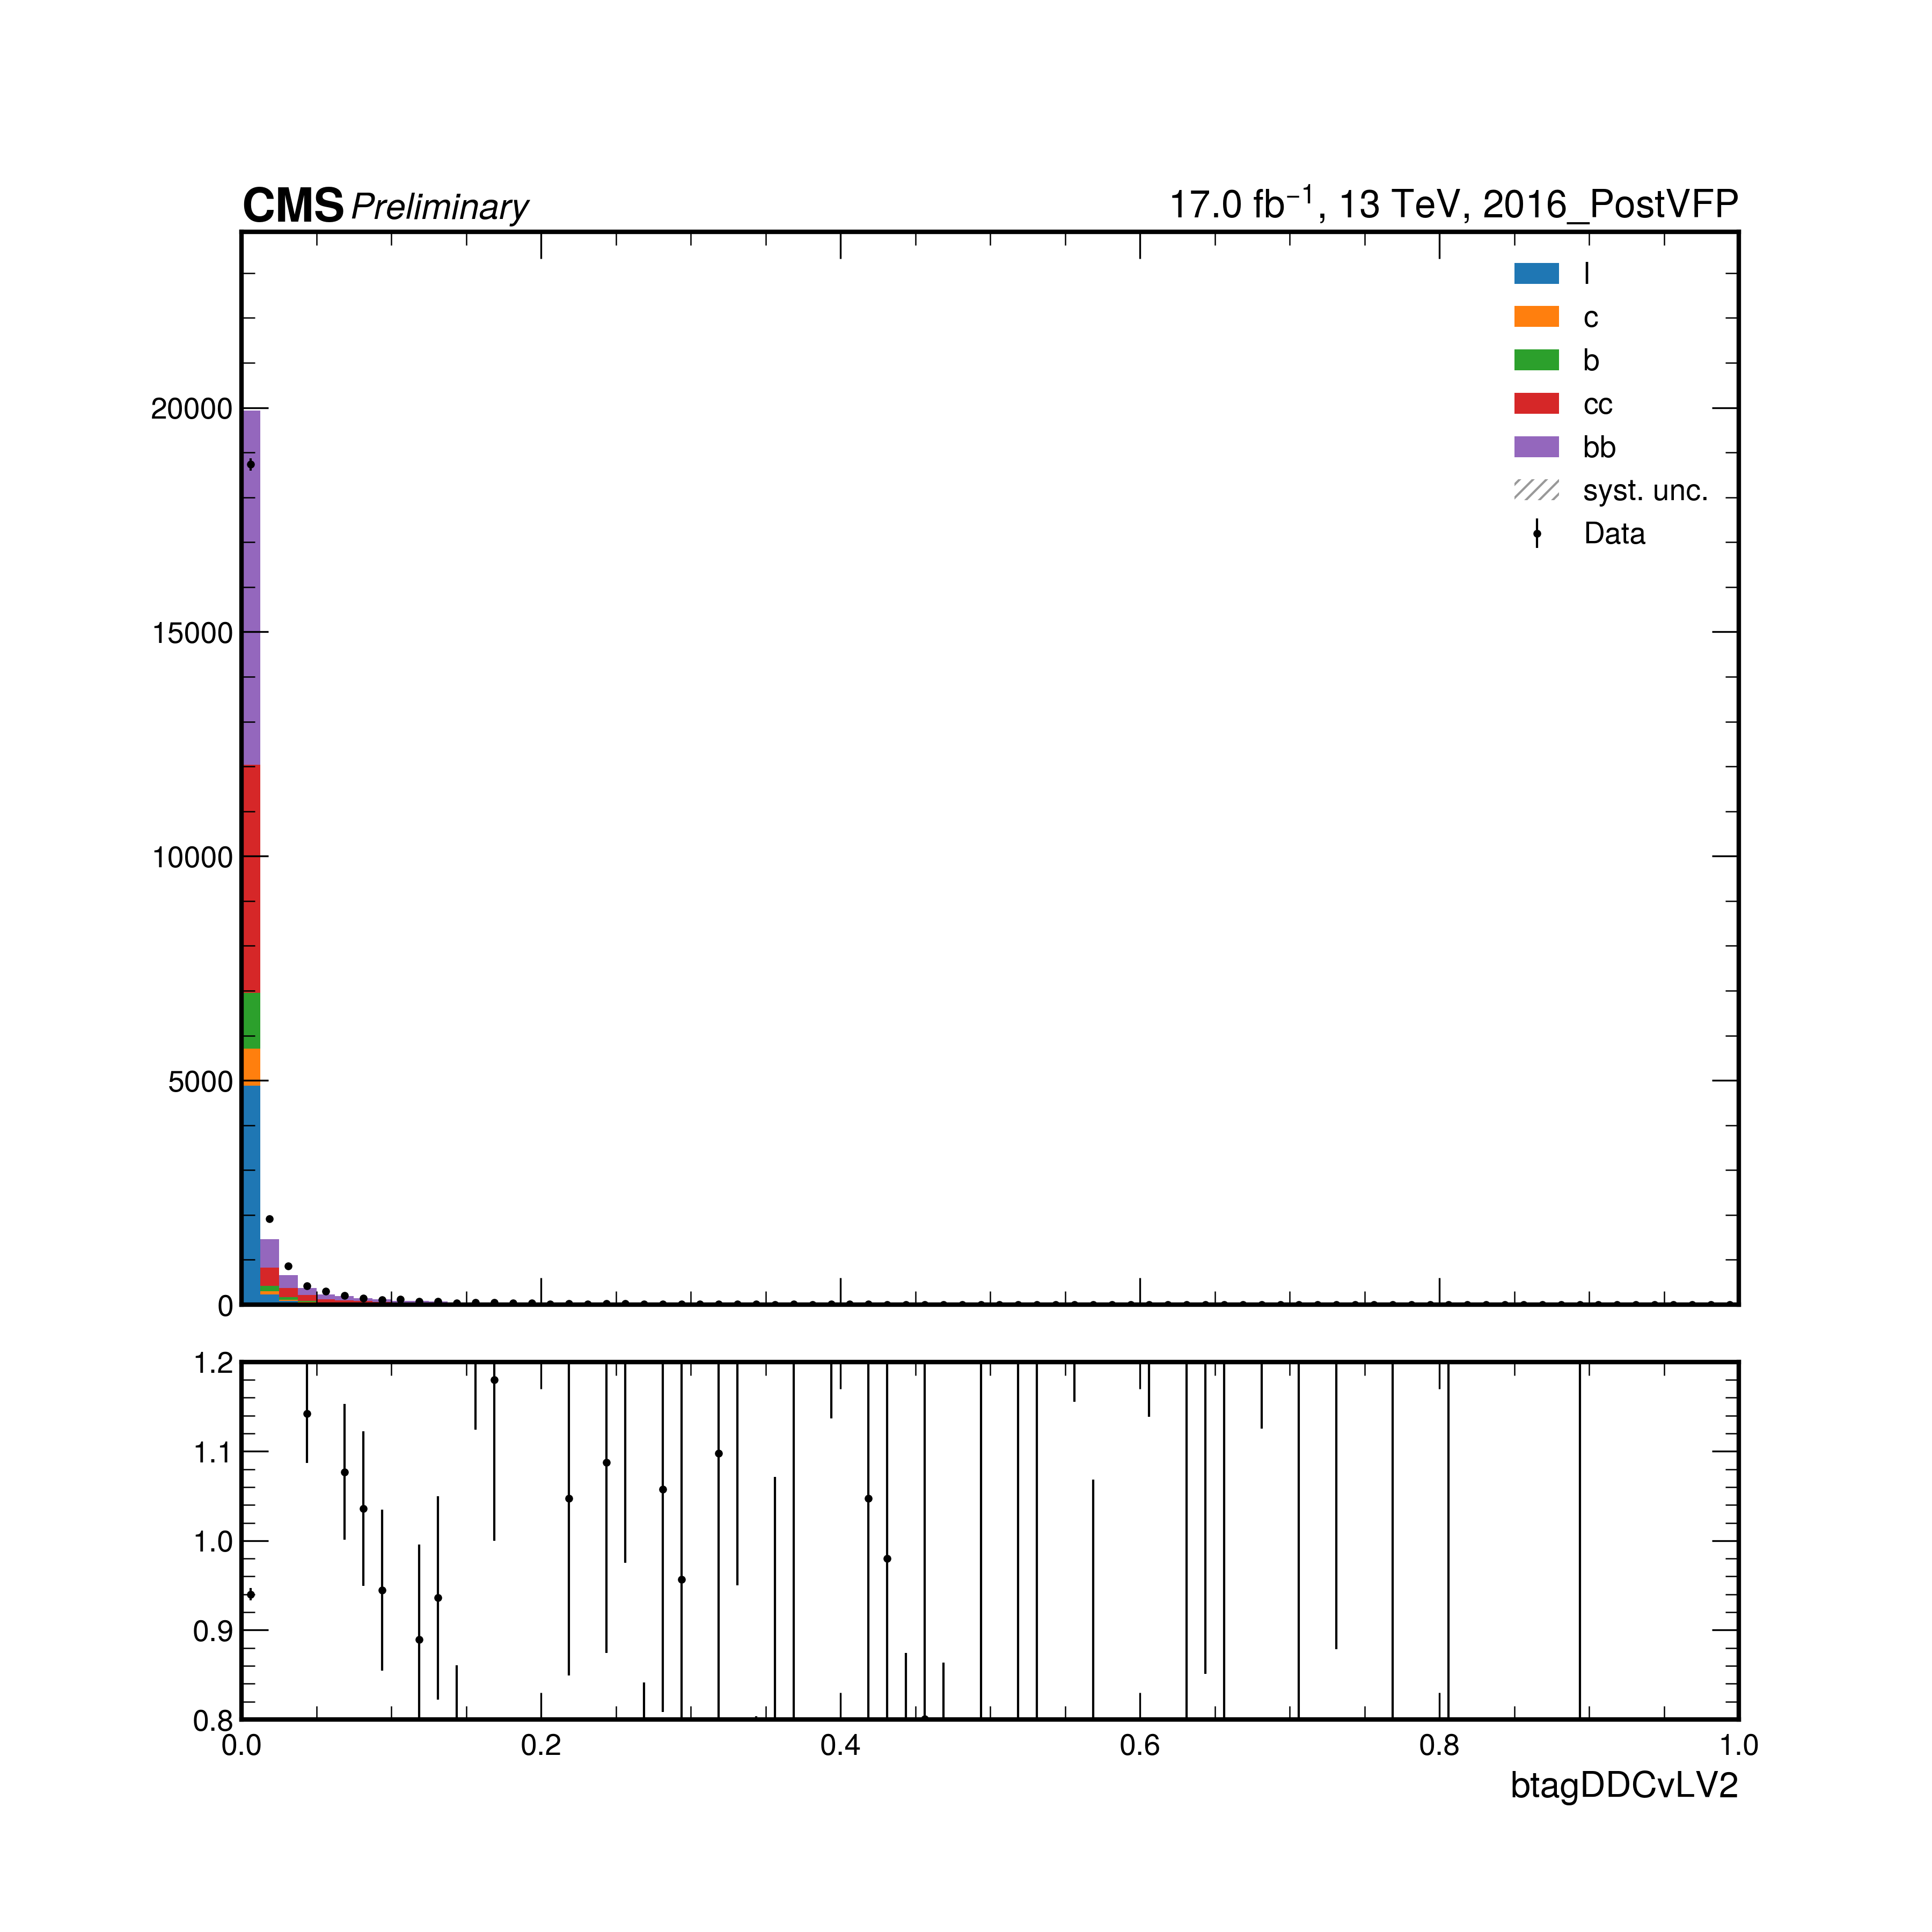 CMS Preliminary 17.0 fb⁻¹, 13 TeV, 2016_PostVFP
l
c
b
cc
bb
syst. unc.
Data
20000
15000
10000
5000
0
1.2
1.1
1.0
0.9
0.8
0.0 0.2 0.4 0.6 0.8 1.0
btagDDCvLV2